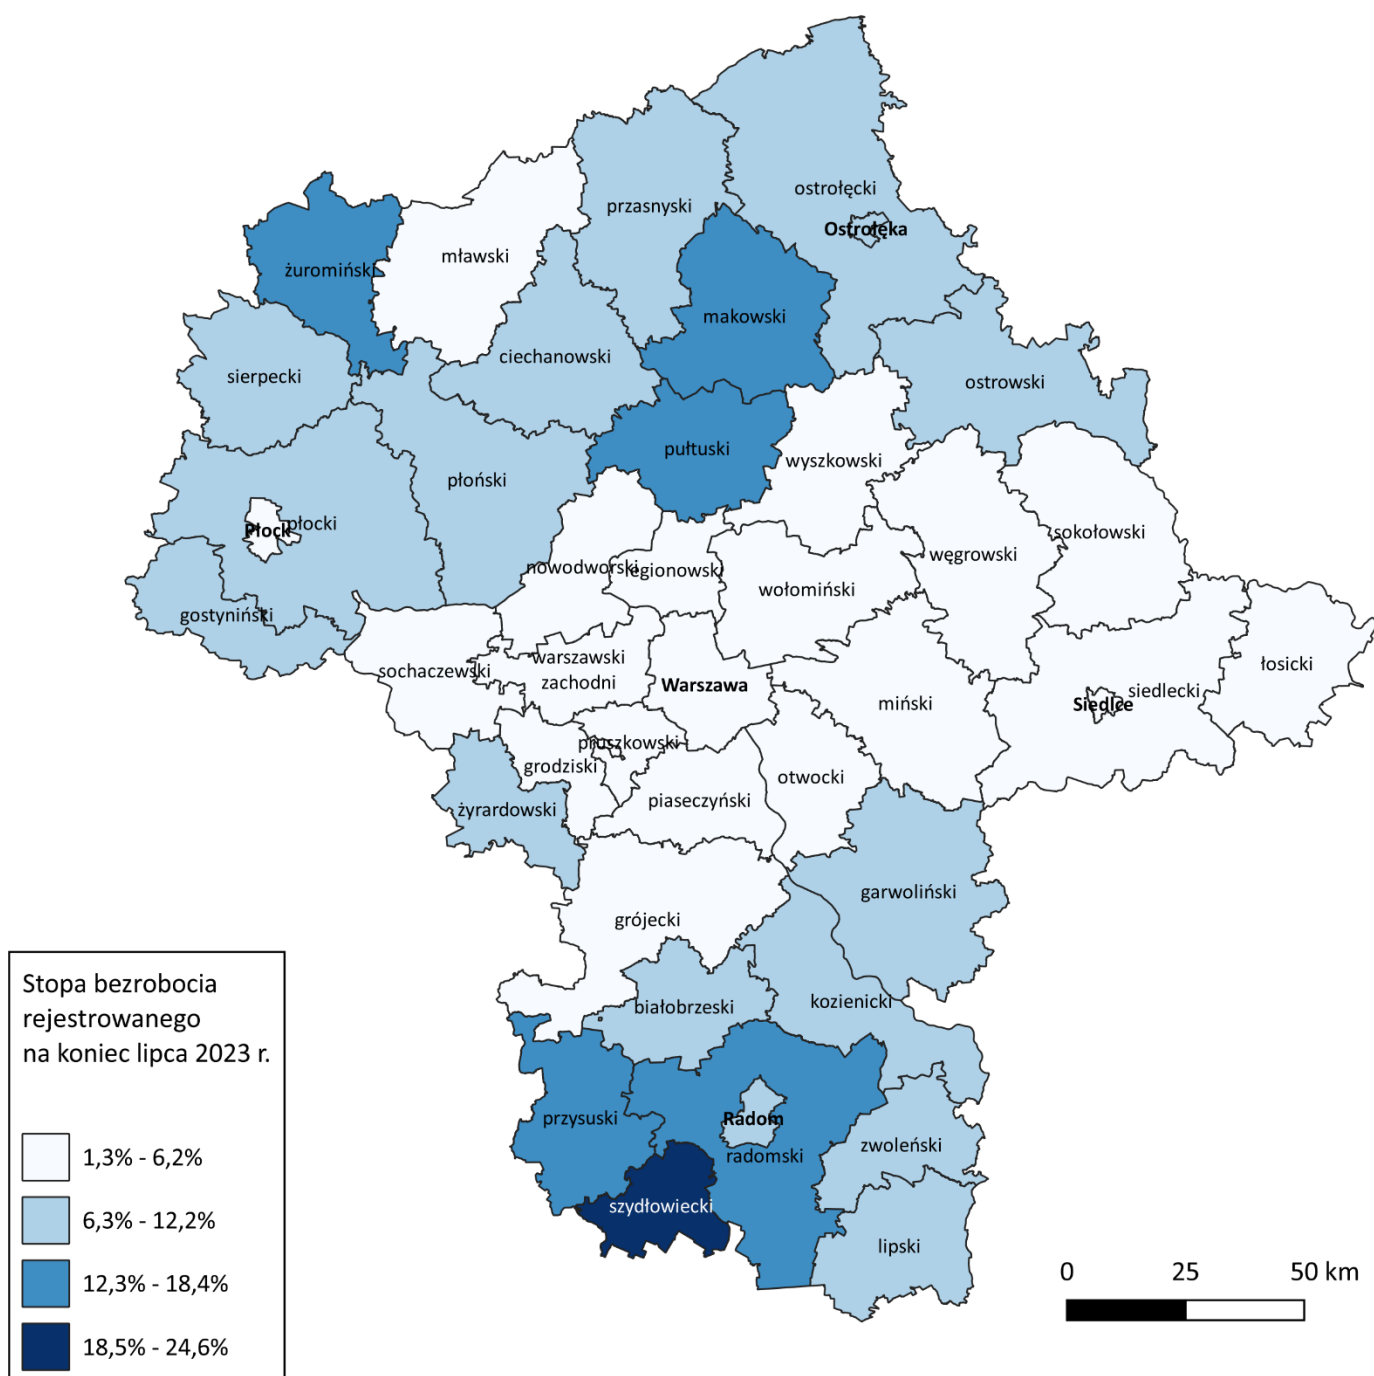 ostrołęcki
przasnyski
Ostrołęka
mławski
żuromiński
makowski
ciechanowski
sierpecki
ostrowski
pułtuski
wyszkowski
płoński
płocki
Płock
sokołowski
węgrowski
nowodworski
legionowski
wołomiński
gostyniński
sochaczewski
warszawski
zachodni
Warszawa
łosicki
siedlecki
Siedlce
miński
pruszkowski
grodziski
otwocki
piaseczyński
żyrardowski
garwoliński
grójecki
białobrzeski
kozienicki
przysuski
Radom
radomski
zwoleński
szydłowiecki
lipski
Stopa bezrobocia
rejestrowanego
na koniec lipca 2023 r.
1,3% - 6,2%
6,3% - 12,2%
12,3% - 18,4%
18,5% - 24,6%
0 25 50 km